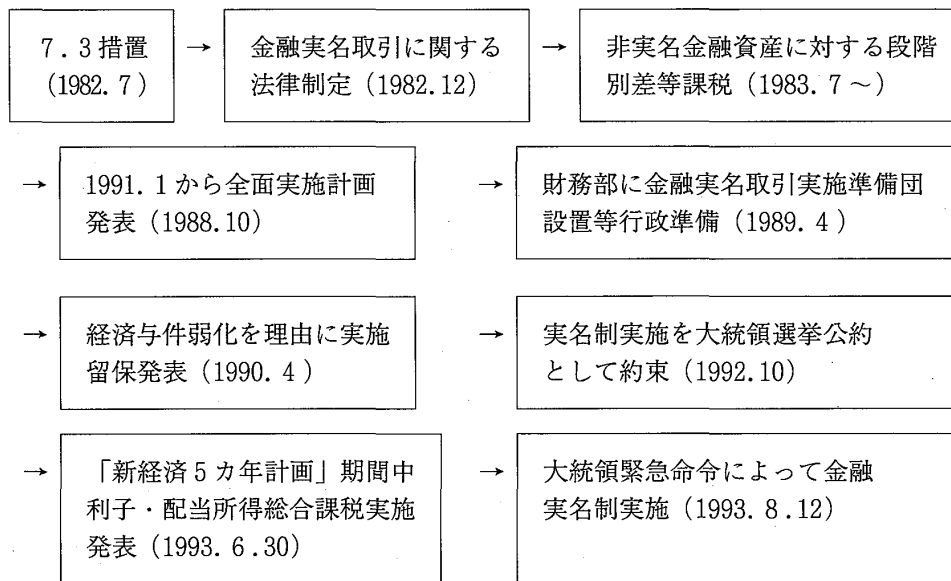 7.3措置
(1982.7)
→
金融実名取引に関する
法律制定(1982.12)
→
非実名金融資産に対する段階
別差等課税(1983.7~)
→
1991.1から全面実施計画
発表(1988.10)
→
財務部に金融実名取引実施準備団
設置等行政準備(1989.4)
→
経済与件弱化を理由に実施
留保発表(1990.4)
→
実名制実施を大統領選挙公約
として約束(1992.10)
→
「新経済5カ年計画」期間中
利子・配当所得総合課税実施
発表(1993.6.30)
→
大統領緊急命令によって金融
実名制実施(1993.8.12)